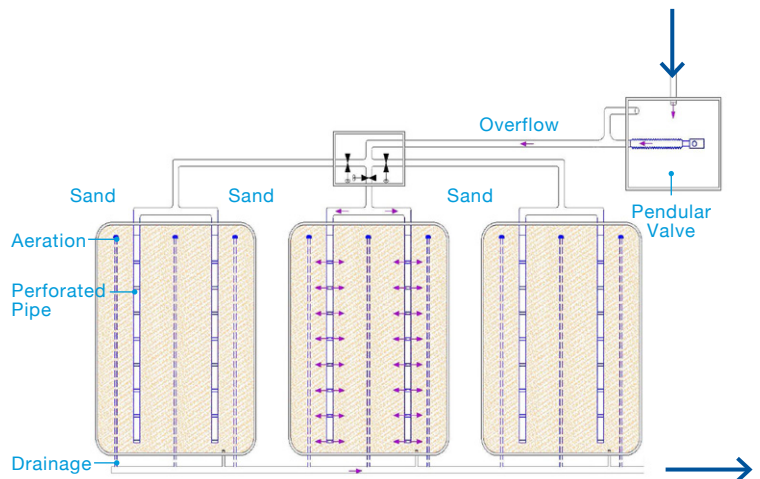 Overflow
Sand
Sand
Sand
Pendular
Valve
Aeration
Perforated
Pipe
Drainage